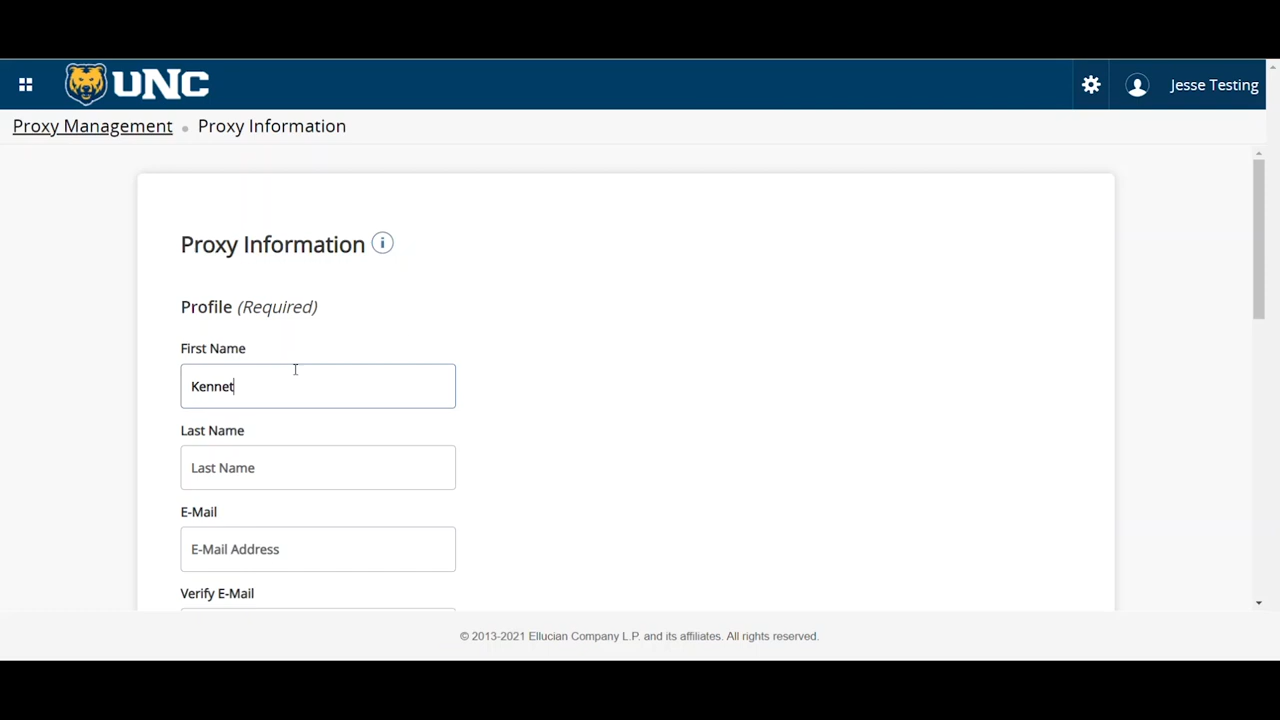 UNC
Jesse Testing
Proxy Management • Proxy Information
Proxy Information i
Profile (Required)
First Name
Kennet
Last Name
Last Name
E-Mail
E-Mail Address
Verify E-Mail
© 2013-2021 Ellucian Company L.P. and its affiliates. All rights reserved.